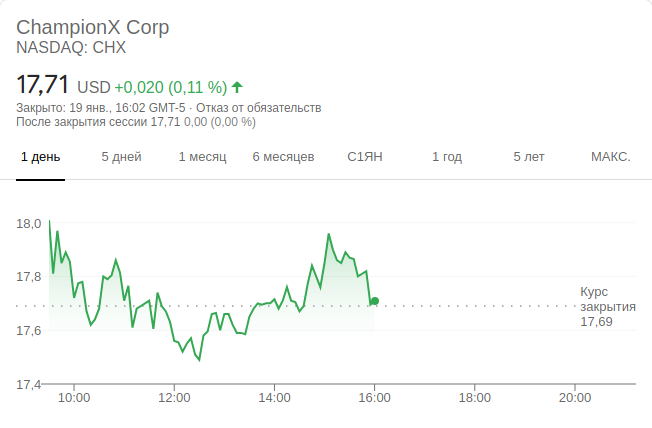 ChampionX Corp
NASDAQ: CHX
17,71 USD +0,020 (0,11 %)
Закрыто: 19 янв., 16:02 GMT-5 · Отказ от обязательств
После закрытия сессии 17,71 0,00 (0,00 %)
1 день 5 дней 1 месяц 6 месяцев С1ЯН 1 год 5 лет МАКС.
18,0
17,8
Курс
закрытия
17,69
17,6
17,4
10:00 12:00 14:00 16:00 18:00 20:00